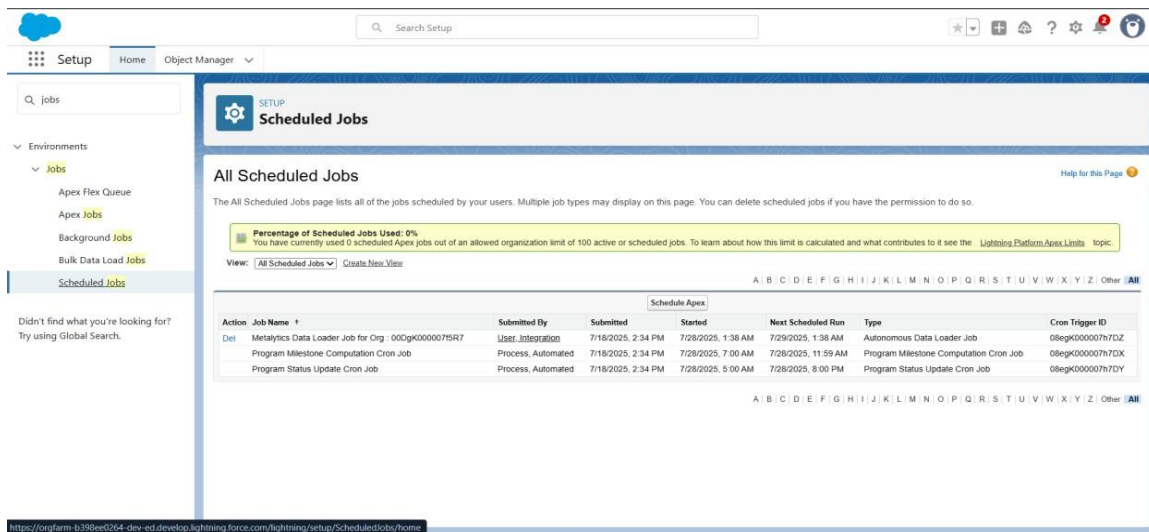 Search Setup
2
Setup
Home
Object Manager
jobs
Environments
Jobs
Apex Flex Queue
Apex Jobs
Background Jobs
Bulk Data Load Jobs
Scheduled Jobs
Didn't find what you're looking for?
Try using Global Search.
SETUP
Scheduled Jobs
All Scheduled Jobs
Help for this Page
The All Scheduled Jobs page lists all of the jobs scheduled by your users. Multiple job types may display on this page. You can delete scheduled jobs if you have the permission to do so.
Percentage of Scheduled Jobs Used: 0%
You have currently used 0 scheduled Apex jobs out of an allowed organization limit of 100 active or scheduled jobs. To learn about how this limit is calculated and what contributes to it see the Lightning Platform Apex Limits topic.
View: All Scheduled Jobs Create New View
A | B | C | D | E | F | G | H | I | J | K | L | M | N | O | P | Q | R | S | T | U | V | W | X | Y | Z | Other All
Schedule Apex
Action Job Name ↑ Submitted By Submitted Started Next Scheduled Run Type Cron Trigger ID
Del Metalytics Data Loader Job for Org : 00DgK000007f5R7 User, Integration 7/18/2025, 2:34 PM 7/28/2025, 1:38 AM 7/29/2025, 1:38 AM Autonomous Data Loader Job 08egK000007h7DZ
Program Milestone Computation Cron Job Process, Automated 7/18/2025, 2:34 PM 7/28/2025, 7:00 AM 7/28/2025, 11:59 AM Program Milestone Computation Cron Job 08egK000007h7DX
Program Status Update Cron Job Process, Automated 7/18/2025, 2:34 PM 7/28/2025, 5:00 AM 7/28/2025, 8:00 PM Program Status Update Cron Job 08egK000007h7DY
A | B | C | D | E | F | G | H | I | J | K | L | M | N | O | P | Q | R | S | T | U | V | W | X | Y | Z | Other All
https://orgfarm-b398ee0264-dev-ed.develop.lightning.force.com/lightning/setup/ScheduledJobs/home